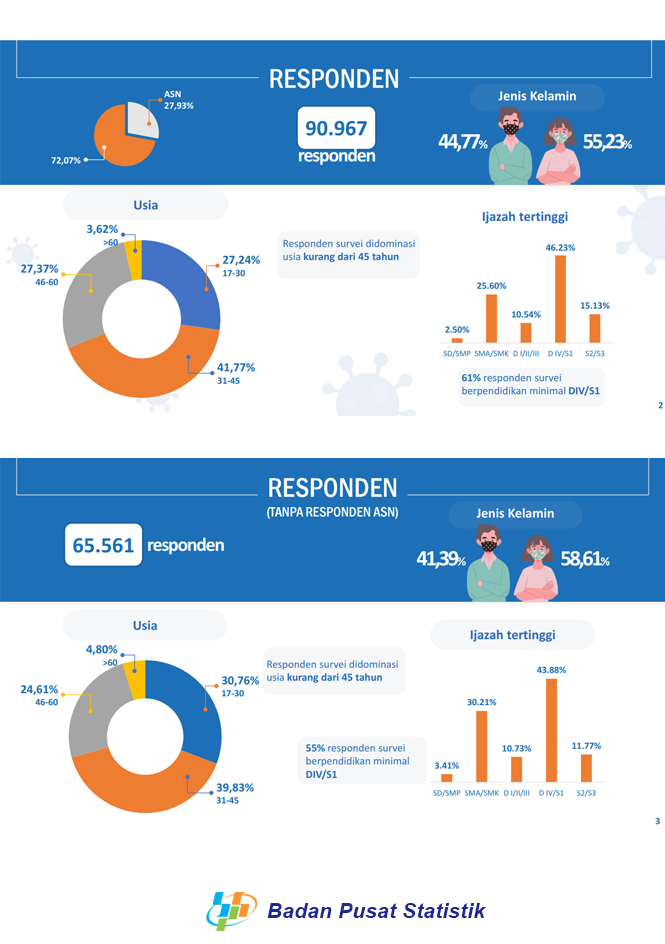 RESPONDEN
ASN
27,93%
72,07%
90.967
responden
Jenis Kelamin
44,77%
55,23%
Usia
3,62%
>60
27,24%
17-30
27,37%
46-60
41,77%
31-45
Responden survei didominasi
usia kurang dari 45 tahun
Ijazah tertinggi
46.23%
25.60%
15.13%
10.54%
2.50%
SD/SMP SMA/SMK D I/II/III D IV/S1 S2/S3
61% responden survei
berpendidikan minimal DIV/S1
2
RESPONDEN
(TANPA RESPONDEN ASN)
65.561 responden
Jenis Kelamin
41,39%
58,61%
Usia
4,80%
>60
30,76%
17-30
24,61%
46-60
39,83%
31-45
Responden survei didominasi
usia kurang dari 45 tahun
55% responden survei
berpendidikan minimal
DIV/S1
Ijazah tertinggi
43.88%
30.21%
11.77%
10.73%
3.41%
SD/SMP SMA/SMK D I/II/III D IV/S1 S2/S3
3
Badan Pusat Statistik